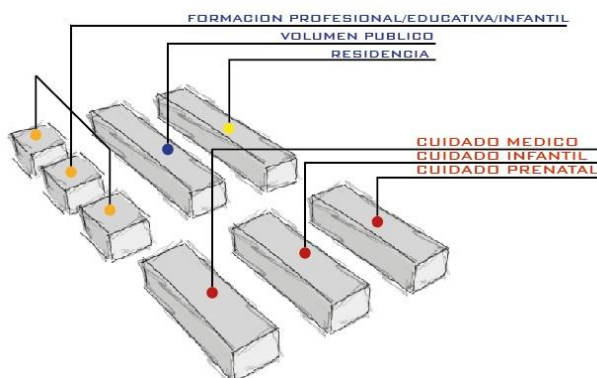 FORMACION PROFESIONAL/EDUCATIVA/INFANTIL
VOLUMEN PUBLICO
RESIDENCIA
CUIDADO MEDICO
CUIDADO INFANTIL
CUIDADO PRENATAL